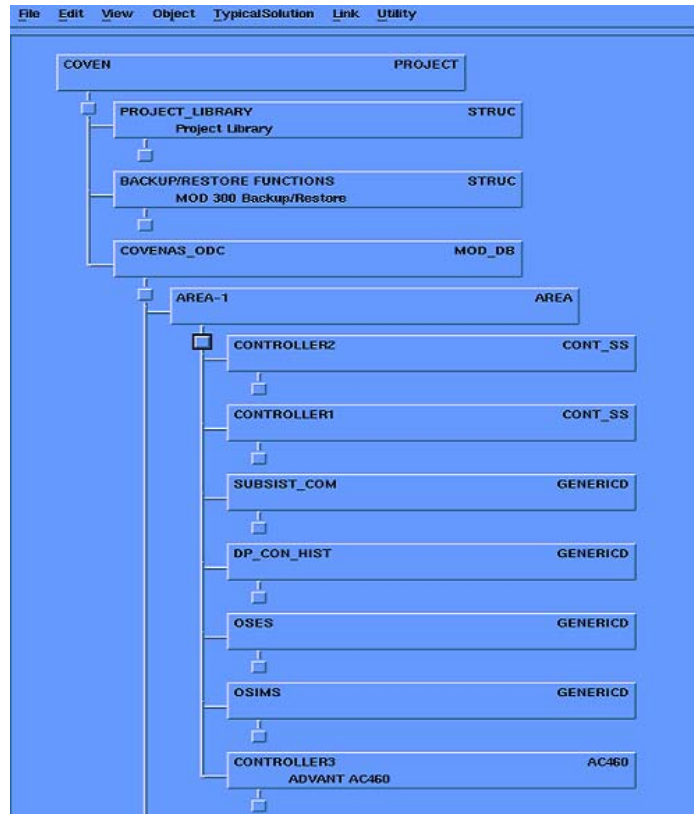 File Edit View Object TypicalSolution Link Utility
COVEN PROJECT
PROJECT_LIBRARY STRUC
Project Library
BACKUP/RESTORE FUNCTIONS STRUC
MOD 300 Backup/Restore
COVENAS_ODC MOD_DB
AREA-1 AREA
CONTROLLER2 CONT_SS
CONTROLLER1 CONT_SS
SUBSIST_COM GENERICD
DP_CON_HIST GENERICD
OSES GENERICD
OSIMS GENERICD
CONTROLLER3 AC460
ADVANT AC460